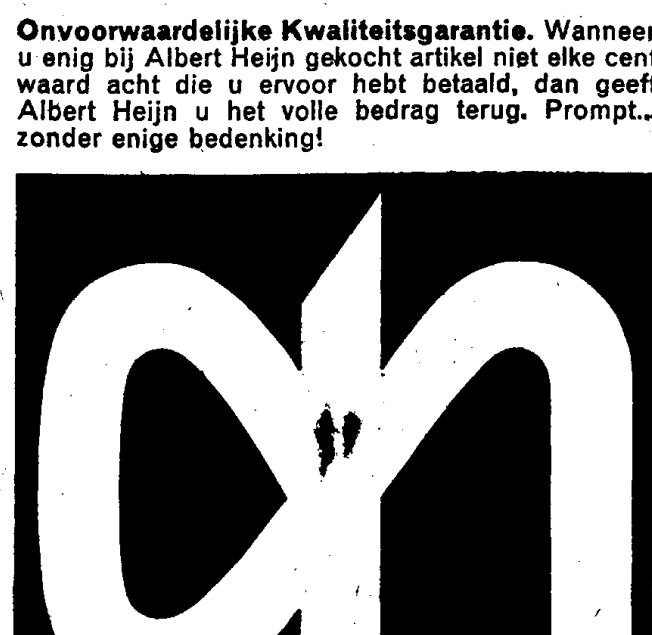 Onvoorwaardelijke Kwaliteitsgarantie. Wanneer
u enig bij Albert Heijn gekocht artikel niet elke cent
waard acht die u ervoor hebt betaald, dan geeft
Albert Heijn u het volle bedrag terug. Prompt..
zonder enige bedenking!
ah